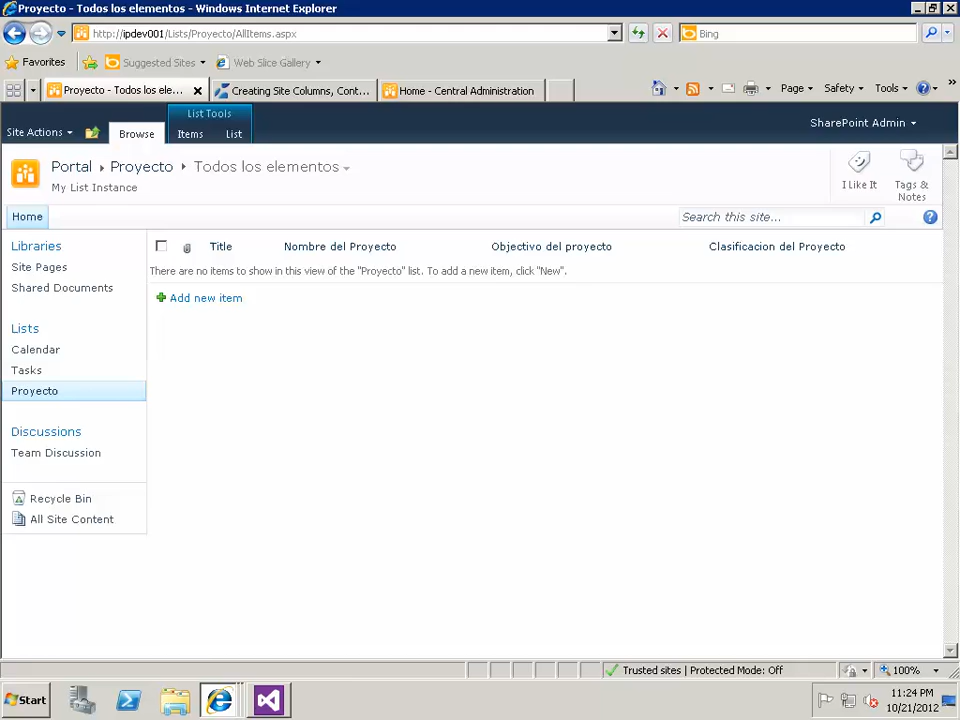 Proyecto - Todos los elementos - Windows Internet Explorer
http://ipdev001/Lists/Proyecto/AllItems.aspx
Bing
Favorites
Suggested Sites
Web Slice Gallery
Proyecto - Todos los ele...
Creating Site Columns, Cont...
Home - Central Administration
Page
Safety
Tools
»
List Tools
Site Actions
Browse
Items
List
SharePoint Admin
Portal
Proyecto
Todos los elementos
My List Instance
I Like It
Tags &
Notes
Home
Search this site...
Libraries
Site Pages
Shared Documents
Lists
Calendar
Tasks
Proyecto
Discussions
Team Discussion
Recycle Bin
All Site Content
Title
Nombre del Proyecto
Objectivo del proyecto
Clasificacion del Proyecto
There are no items to show in this view of the "Proyecto" list. To add a new item, click "New".
Add new item
Trusted sites | Protected Mode: Off
100%
Start
11:24 PM
10/21/2012